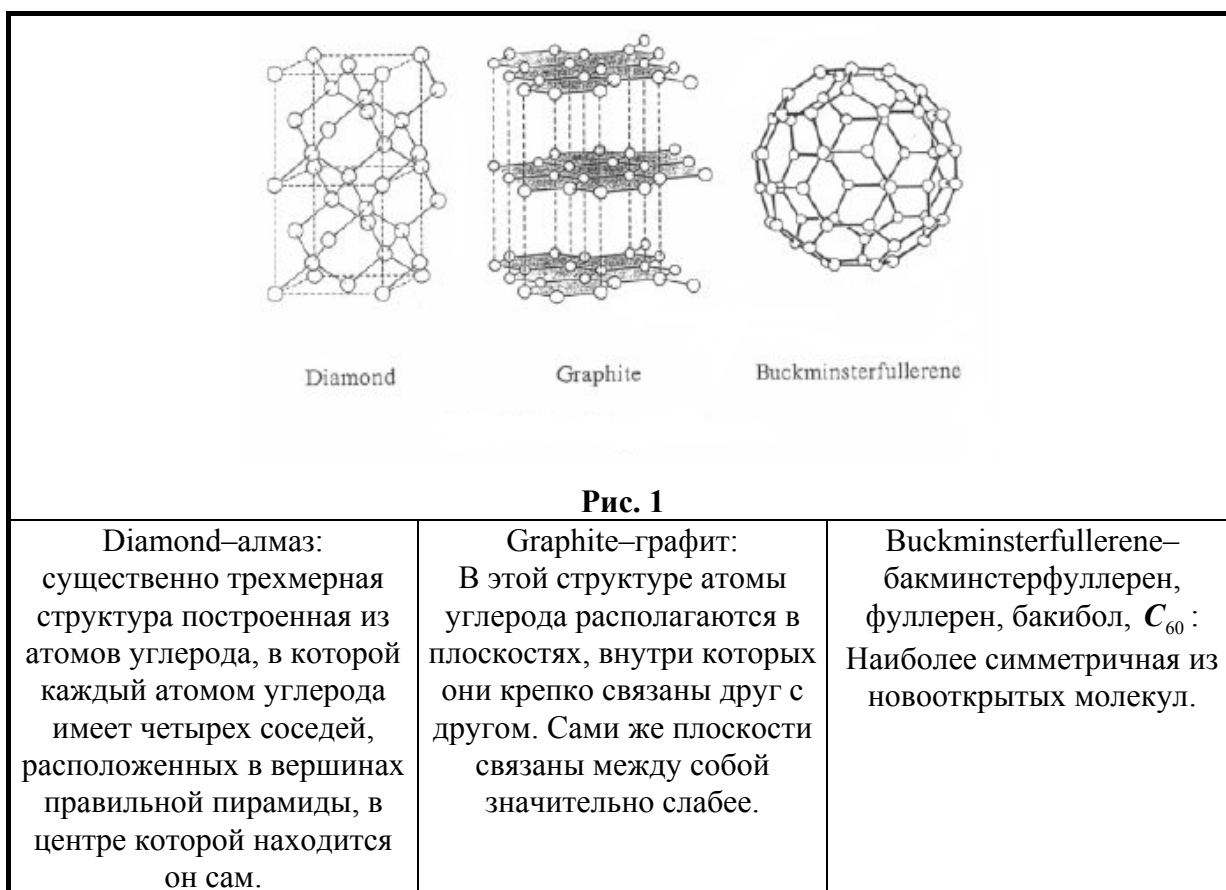 Diamond
Graphite
Buckminsterfullerene
Рис. 1
Diamond–алмаз:
существенно трехмерная
структура построенная из
атомов углерода, в которой
каждый атомом углерода
имеет четырех соседей,
расположенных в вершинах
правильной пирамиды, в
центре которой находится
он сам.
Graphite–графит:
В этой структуре атомы
углерода располагаются в
плоскостях, внутри которых
они крепко связаны друг с
другом. Сами же плоскости
связаны между собой
значительно слабее.
Buckminsterfullerene–
бакминстерфуллерен,
фуллерен, бакибол, C₆₀ :
Наиболее симметричная из
новооткрытых молекул.